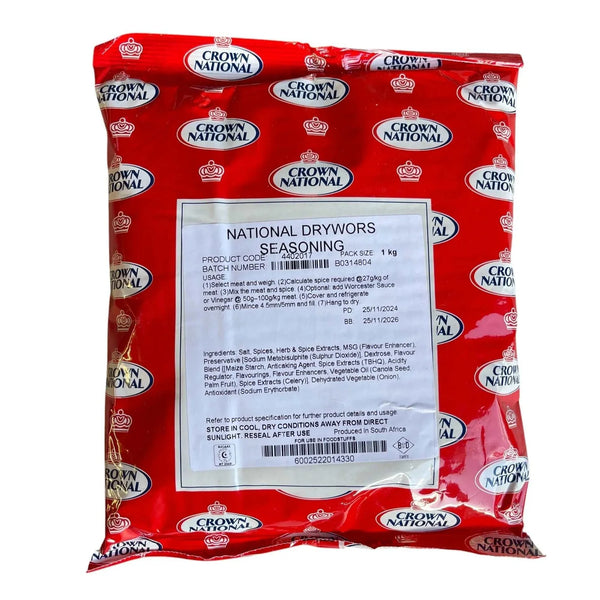 CROWN NATIONAL
NATIONAL DRYWORS
SEASONING
PRODUCT CODE 4402017 PACK SIZE: 1 kg
BATCH NUMBER B0314804
USAGE:
(1)Select meat and weigh. (2)Calculate spice required @27g/kg of
meat. (3)Mix the meat and spice. (4)Optional: add Worcester Sauce
or Vinegar @ 50g-100g/kg meat. (5)Cover and refrigerate
overnight. (6)Mince 4.5mm/5mm and fill. (7)Hang to dry.
PD: 25/11/2024
BB: 25/11/2026
Ingredients: Salt, Spices, Herb & Spice Extracts, MSG (Flavour Enhancer),
Preservative [Sodium Metabisulphite (Sulphur Dioxide)], Dextrose, Flavour
Blend [[Maize Starch, Anticaking Agent, Spice Extracts (TBHQ), Acidity
Regulator, Flavourings, Flavour Enhancers, Vegetable Oil (Canola Seed,
Palm Fruit), Spice Extracts (Celery)], Dehydrated Vegetable (Onion),
Antioxidant (Sodium Erythorbate)
Refer to product specification for further product details and usage.
STORE IN COOL, DRY CONDITIONS AWAY FROM DIRECT
SUNLIGHT. RESEAL AFTER USE Produced In South Africa
FOR USE IN FOODSTUFFS
6002522014330